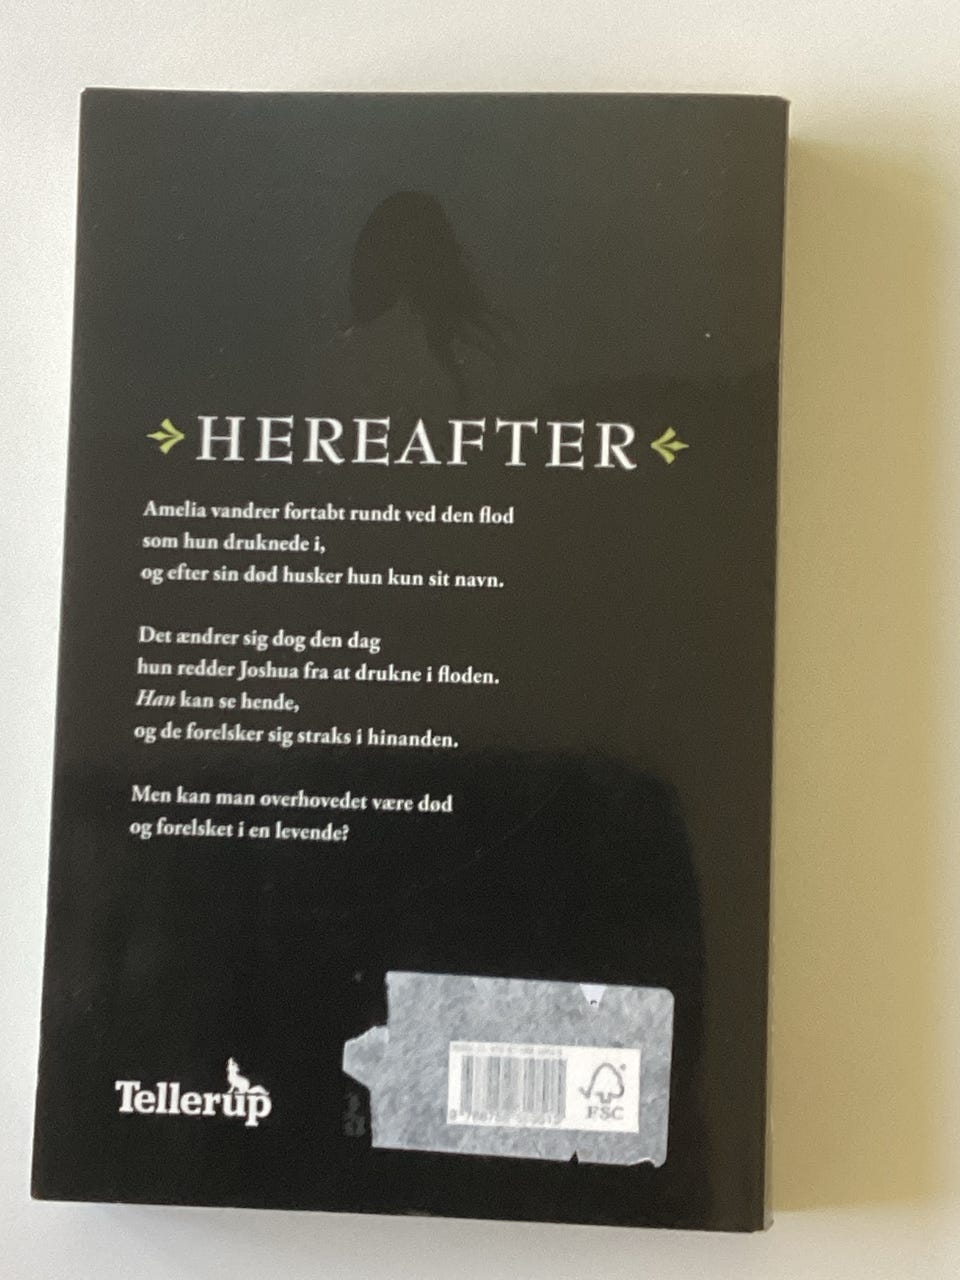 HEREAFTER
Amelia vandrer fortabt rundt ved den flod
som hun druknede i,
og efter sin død husker hun kun sit navn.
Det ændrer sig dog den dag
hun redder Joshua fra at drukne i floden.
Han kan se hende,
og de forelsker sig straks i hinanden.
Men kan man overhovedet være død
og forelsket i en levende?
Tellerup
FSC